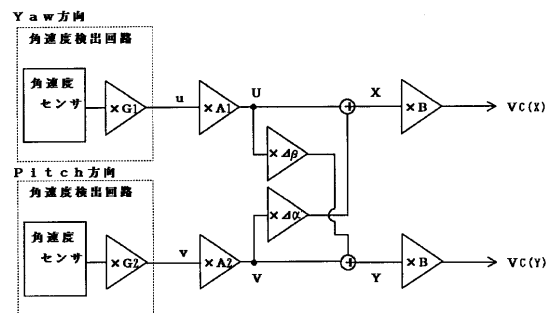 Yaw方向
角速度検出回路
角速度
センサ
×G1
u
×A1
U
X
×B
VC(X)
×Δβ
Pitch方向
角速度検出回路
×Δα
角速度
センサ
×G2
v
×A2
V
Y
×B
VC(Y)